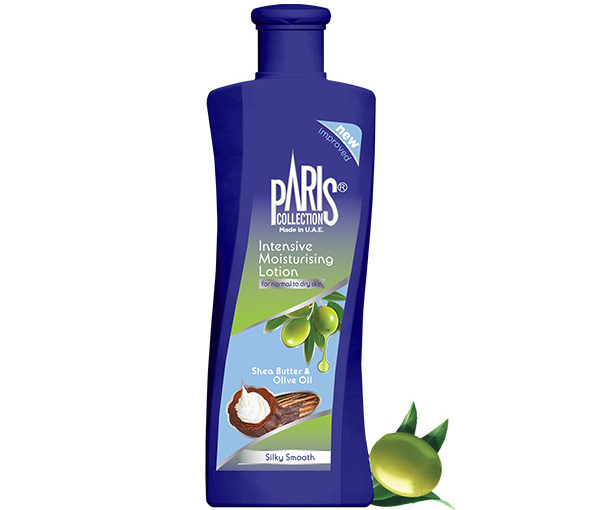 new
Improved
PARIS®
COLLECTION
Made in U.A.E.
Intensive
Moisturising
Lotion
for normal to dry skin
Shea Butter &
Olive Oil
Silky Smooth